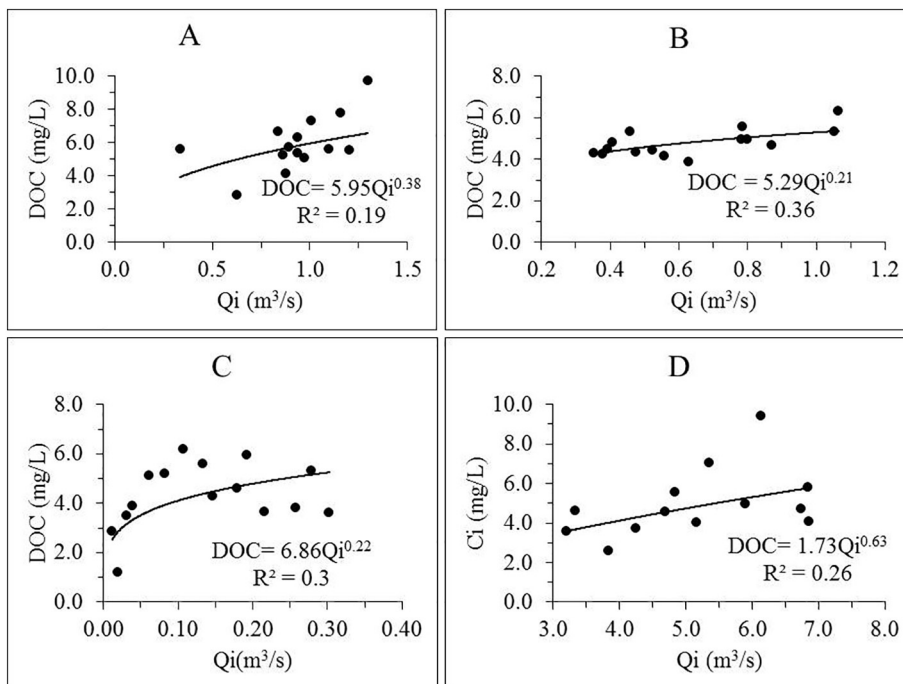 A
DOC (mg/L)
10.0
8.0
6.0
4.0
2.0
0.0
DOC= 5.95Qi^0.38
R² = 0.19
0.0 0.5 1.0 1.5
Qi (m³/s)
B
DOC (mg/L)
8.0
6.0
4.0
2.0
0.0
DOC = 5.29Qi^0.21
R² = 0.36
0.2 0.4 0.6 0.8 1.0 1.2
Qi (m³/s)
C
DOC (mg/L)
8.0
6.0
4.0
2.0
0.0
DOC= 6.86Qi^0.22
R² = 0.3
0.00 0.10 0.20 0.30 0.40
Qi(m³/s)
D
Ci (mg/L)
10.0
8.0
6.0
4.0
2.0
0.0
DOC= 1.73Qi^0.63
R² = 0.26
3.0 4.0 5.0 6.0 7.0 8.0
Qi (m³/s)